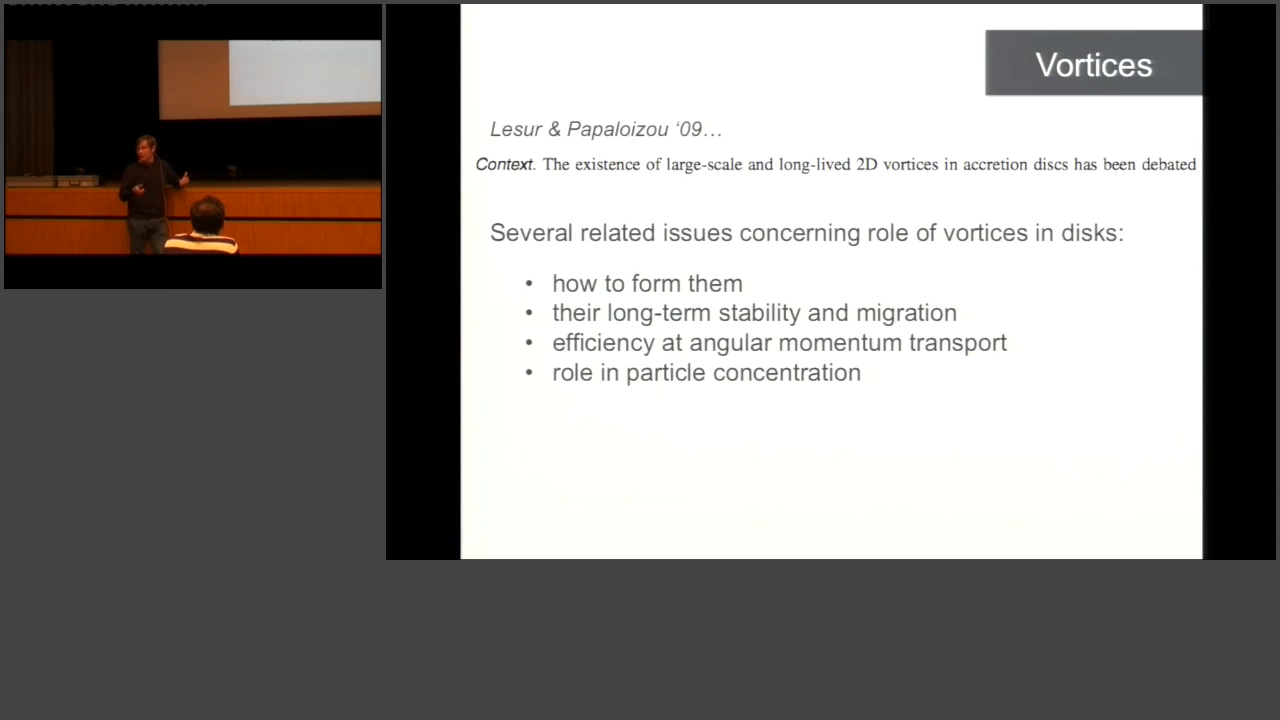 Vortices
Lesur & Papaloizou ‘09…
Context. The existence of large-scale and long-lived 2D vortices in accretion discs has been debated
Several related issues concerning role of vortices in disks:
• how to form them
• their long-term stability and migration
• efficiency at angular momentum transport
• role in particle concentration